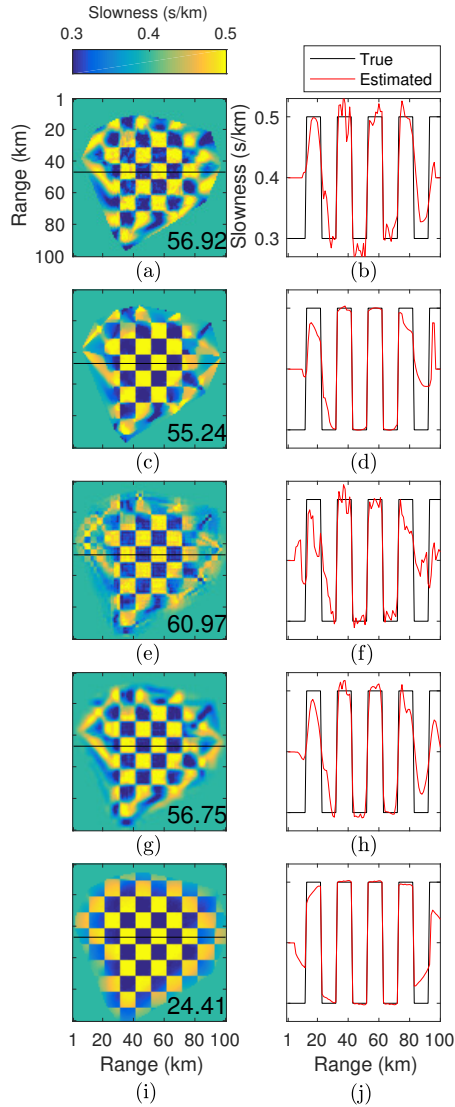 Slowness (s/km)
0.3 0.4 0.5
True
Estimated
1
20
40
60
80
100
Range (km)
56.92
(a)
0.5
0.4
0.3
Slowness (s/km)
(b)
55.24
(c)
(d)
60.97
(e)
(f)
56.75
(g)
(h)
24.41
1 20 40 60 80 100
Range (km)
(i)
1 20 40 60 80 100
Range (km)
(j)